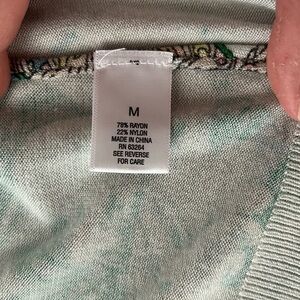 M
78% RAYON
22% NYLON
MADE IN CHINA
RN 63264
SEE REVERSE
FOR CARE